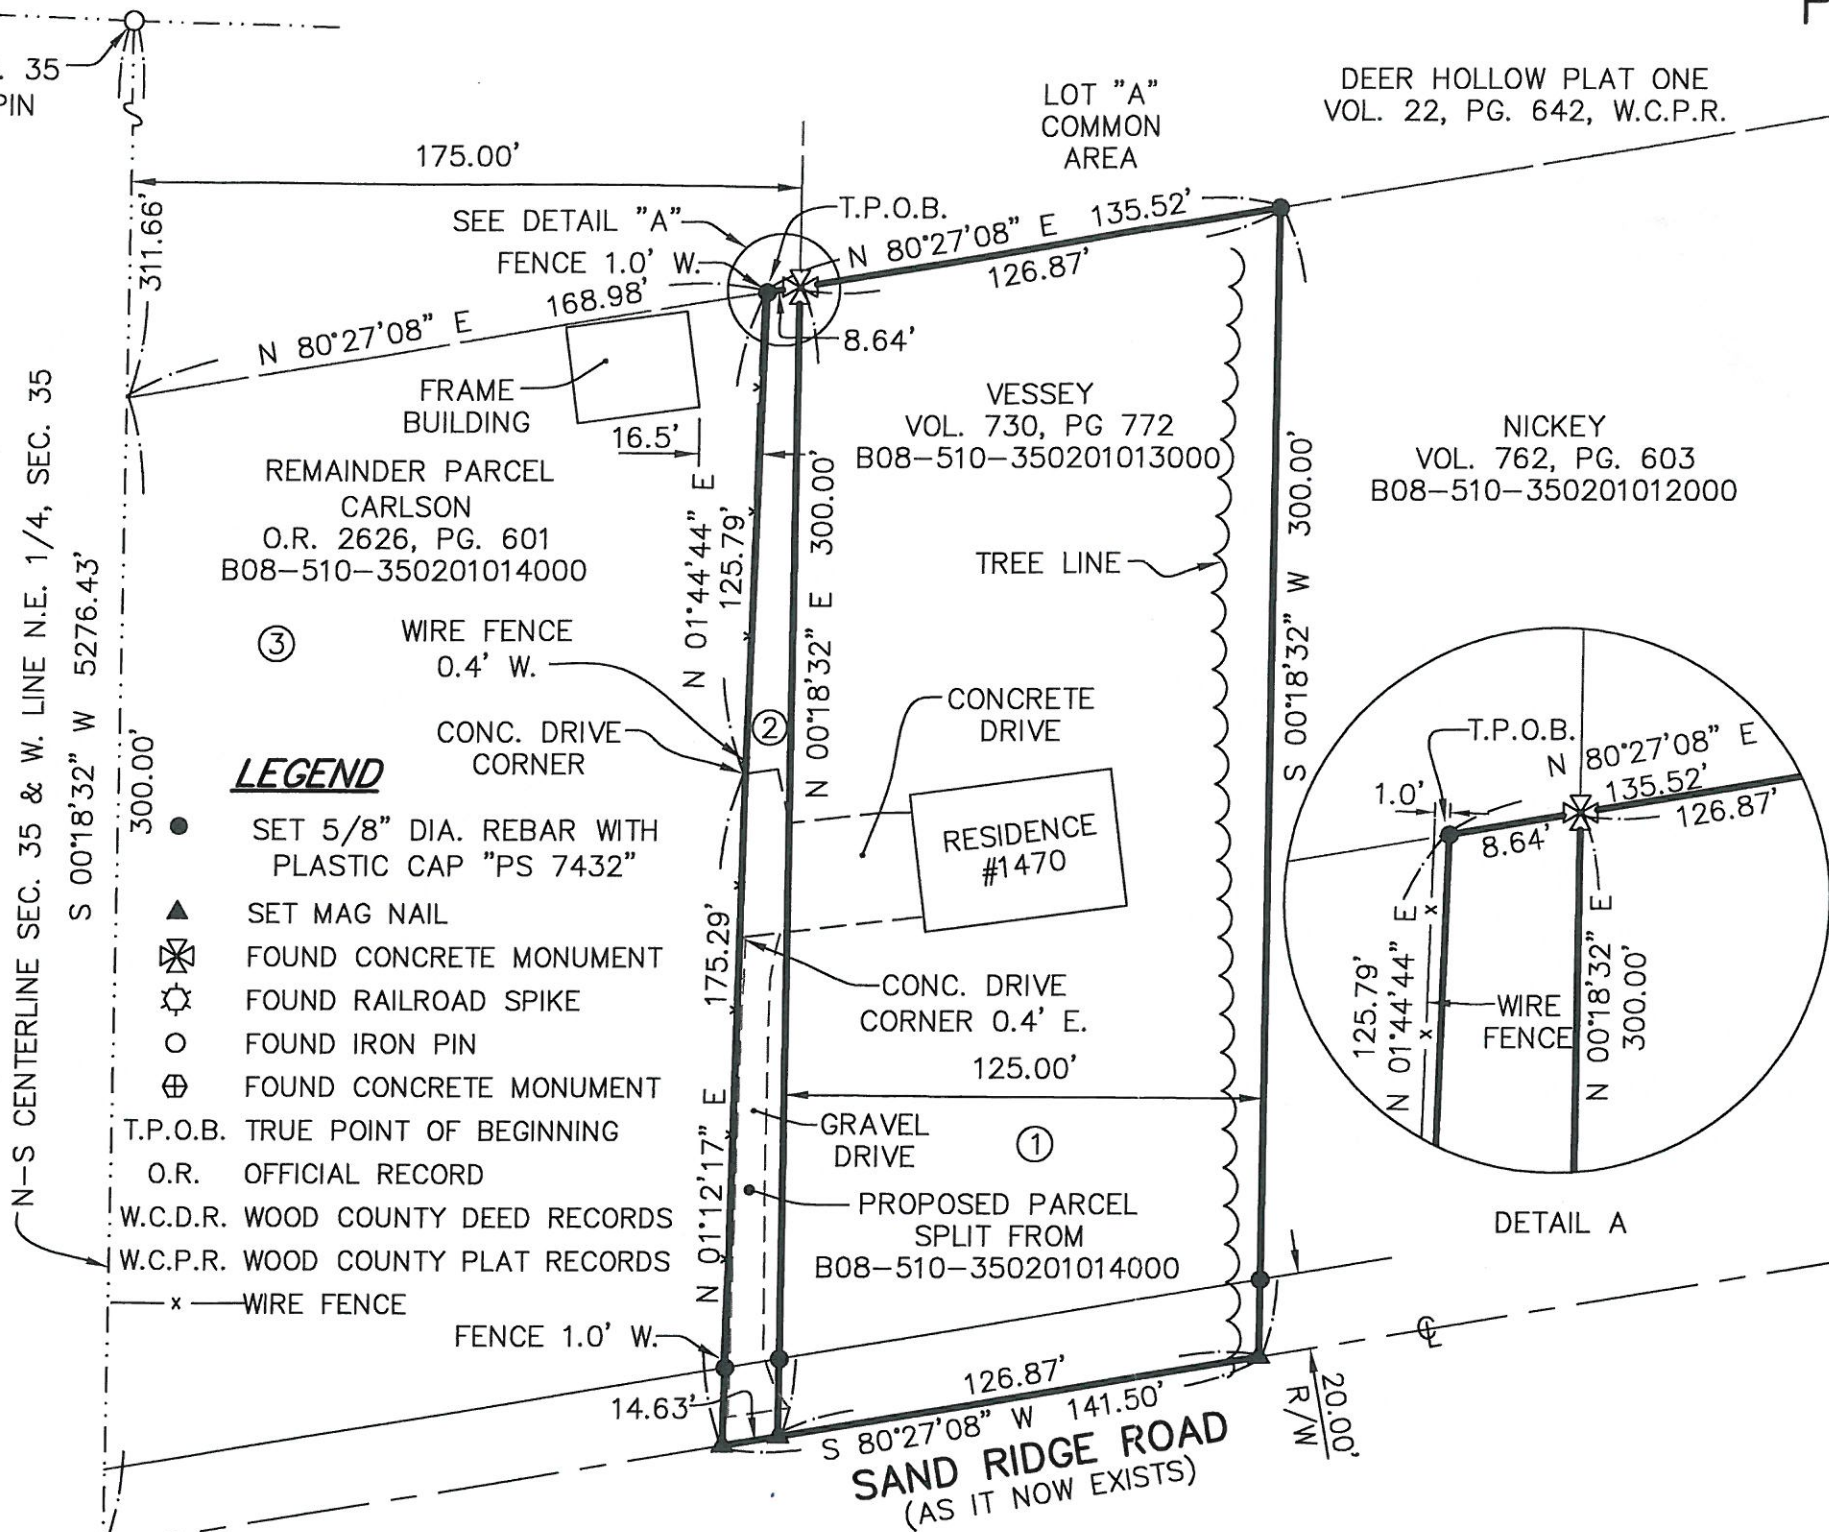 . 35
PIN
175.00'
LOT "A"
COMMON
AREA
DEER HOLLOW PLAT ONE
VOL. 22, PG. 642, W.C.P.R.
311.66'
SEE DETAIL "A"
T.P.O.B.
FENCE 1.0' W.
N 80°27'08" E 135.52'
126.87'
N 80°27'08" E 168.98'
8.64'
FRAME
BUILDING
16.5'
REMAINDER PARCEL
CARLSON
O.R. 2626, PG. 601
B08-510-350201014000
VESSEY
VOL. 730, PG 772
B08-510-350201013000
NICKEY
VOL. 762, PG. 603
B08-510-350201012000
N 01°44'44" E
125.79'
N 00°18'32" E 300.00'
S 00°18'32" W 300.00'
TREE LINE
N-S CENTERLINE SEC. 35 & W. LINE N.E. 1/4, SEC. 35
S 00°18'32" W 5276.43'
300.00'
3
WIRE FENCE
0.4' W.
CONC. DRIVE
CORNER
2
CONCRETE
DRIVE
RESIDENCE
#1470
LEGEND
SET 5/8" DIA. REBAR WITH
PLASTIC CAP "PS 7432"
SET MAG NAIL
FOUND CONCRETE MONUMENT
FOUND RAILROAD SPIKE
FOUND IRON PIN
FOUND CONCRETE MONUMENT
T.P.O.B. TRUE POINT OF BEGINNING
O.R. OFFICIAL RECORD
W.C.D.R. WOOD COUNTY DEED RECORDS
W.C.P.R. WOOD COUNTY PLAT RECORDS
x WIRE FENCE
N 01°12'17" E 175.29'
CONC. DRIVE
CORNER 0.4' E.
125.00'
GRAVEL
DRIVE
1
PROPOSED PARCEL
SPLIT FROM
B08-510-350201014000
FENCE 1.0' W.
14.63'
126.87'
S 80°27'08" W 141.50'
SAND RIDGE ROAD
(AS IT NOW EXISTS)
20.00'
R/W
℄
T.P.O.B.
N 80°27'08" E
135.52'
126.87'
1.0'
8.64'
125.79'
N 01°44'44" E
WIRE
FENCE
N 00°18'32" E
300.00'
DETAIL A